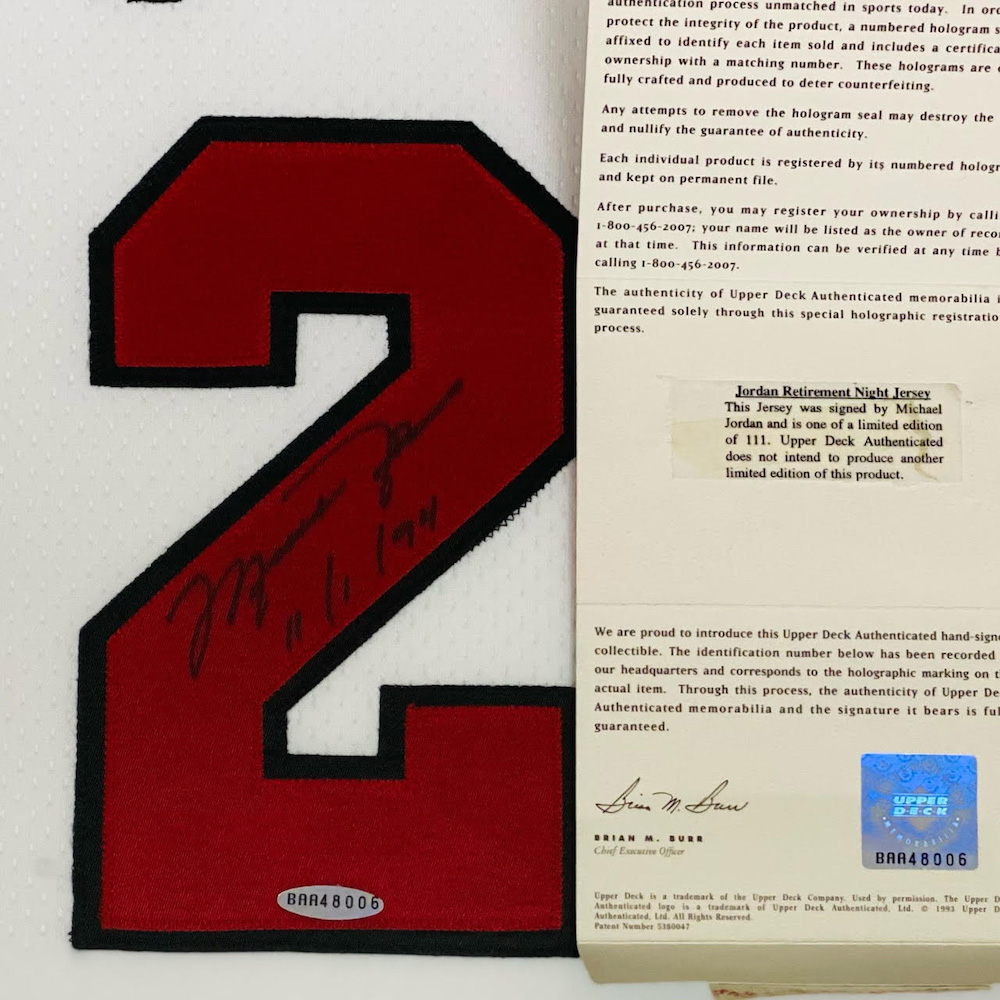 2
Michael Jordan
11/1/94
BAA48006
authentication process unmatched in sports today. In
protect the integrity of the product, a numbered hologram
affixed to identify each item sold and includes a
ownership with a matching number. These holograms are
fully crafted and produced to deter counterfeiting.
Any attempts to remove the hologram seal may destroy the
and nullify the guarantee of authenticity.
Each individual product is registered by its numbered
and kept on permanent file.
After purchase, you may register your ownership by
1-800-456-2007; your name will be listed as the owner of
at that time. This information can be verified at any time
calling 1-800-456-2007.
The authenticity of Upper Deck Authenticated memorabilia
guaranteed solely through this special holographic
process.
Jordan Retirement Night Jersey
This Jersey was signed by Michael
Jordan and is one of a limited edition
of 111. Upper Deck Authenticated
does not intend to produce another
limited edition of this product.
We are proud to introduce this Upper Deck Authenticated
collectible. The identification number below has been recorded
our headquarters and corresponds to the holographic marking on
actual item. Through this process, the authenticity of Upper
Authenticated memorabilia and the signature it bears is
guaranteed.
Brian M. Burr
BRIAN M. BURR
Chief Executive Officer
UPPER
DECK
MEMORABILIA
BAA48006
Upper Deck is a trademark of the Upper Deck Company. Used by permission. The Upper
Authenticated logo is a trademark of Upper Deck Authenticated, Ltd. © 1993 Upper
Authenticated, Ltd. All Rights Reserved.
Patent Number 5380047